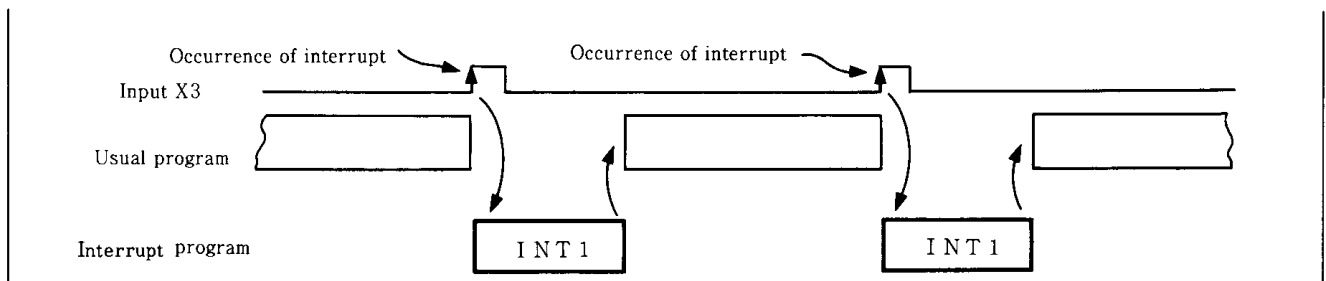 Occurrence of interrupt
Occurrence of interrupt
Input X3
Usual program
Interrupt program
INT1
INT1